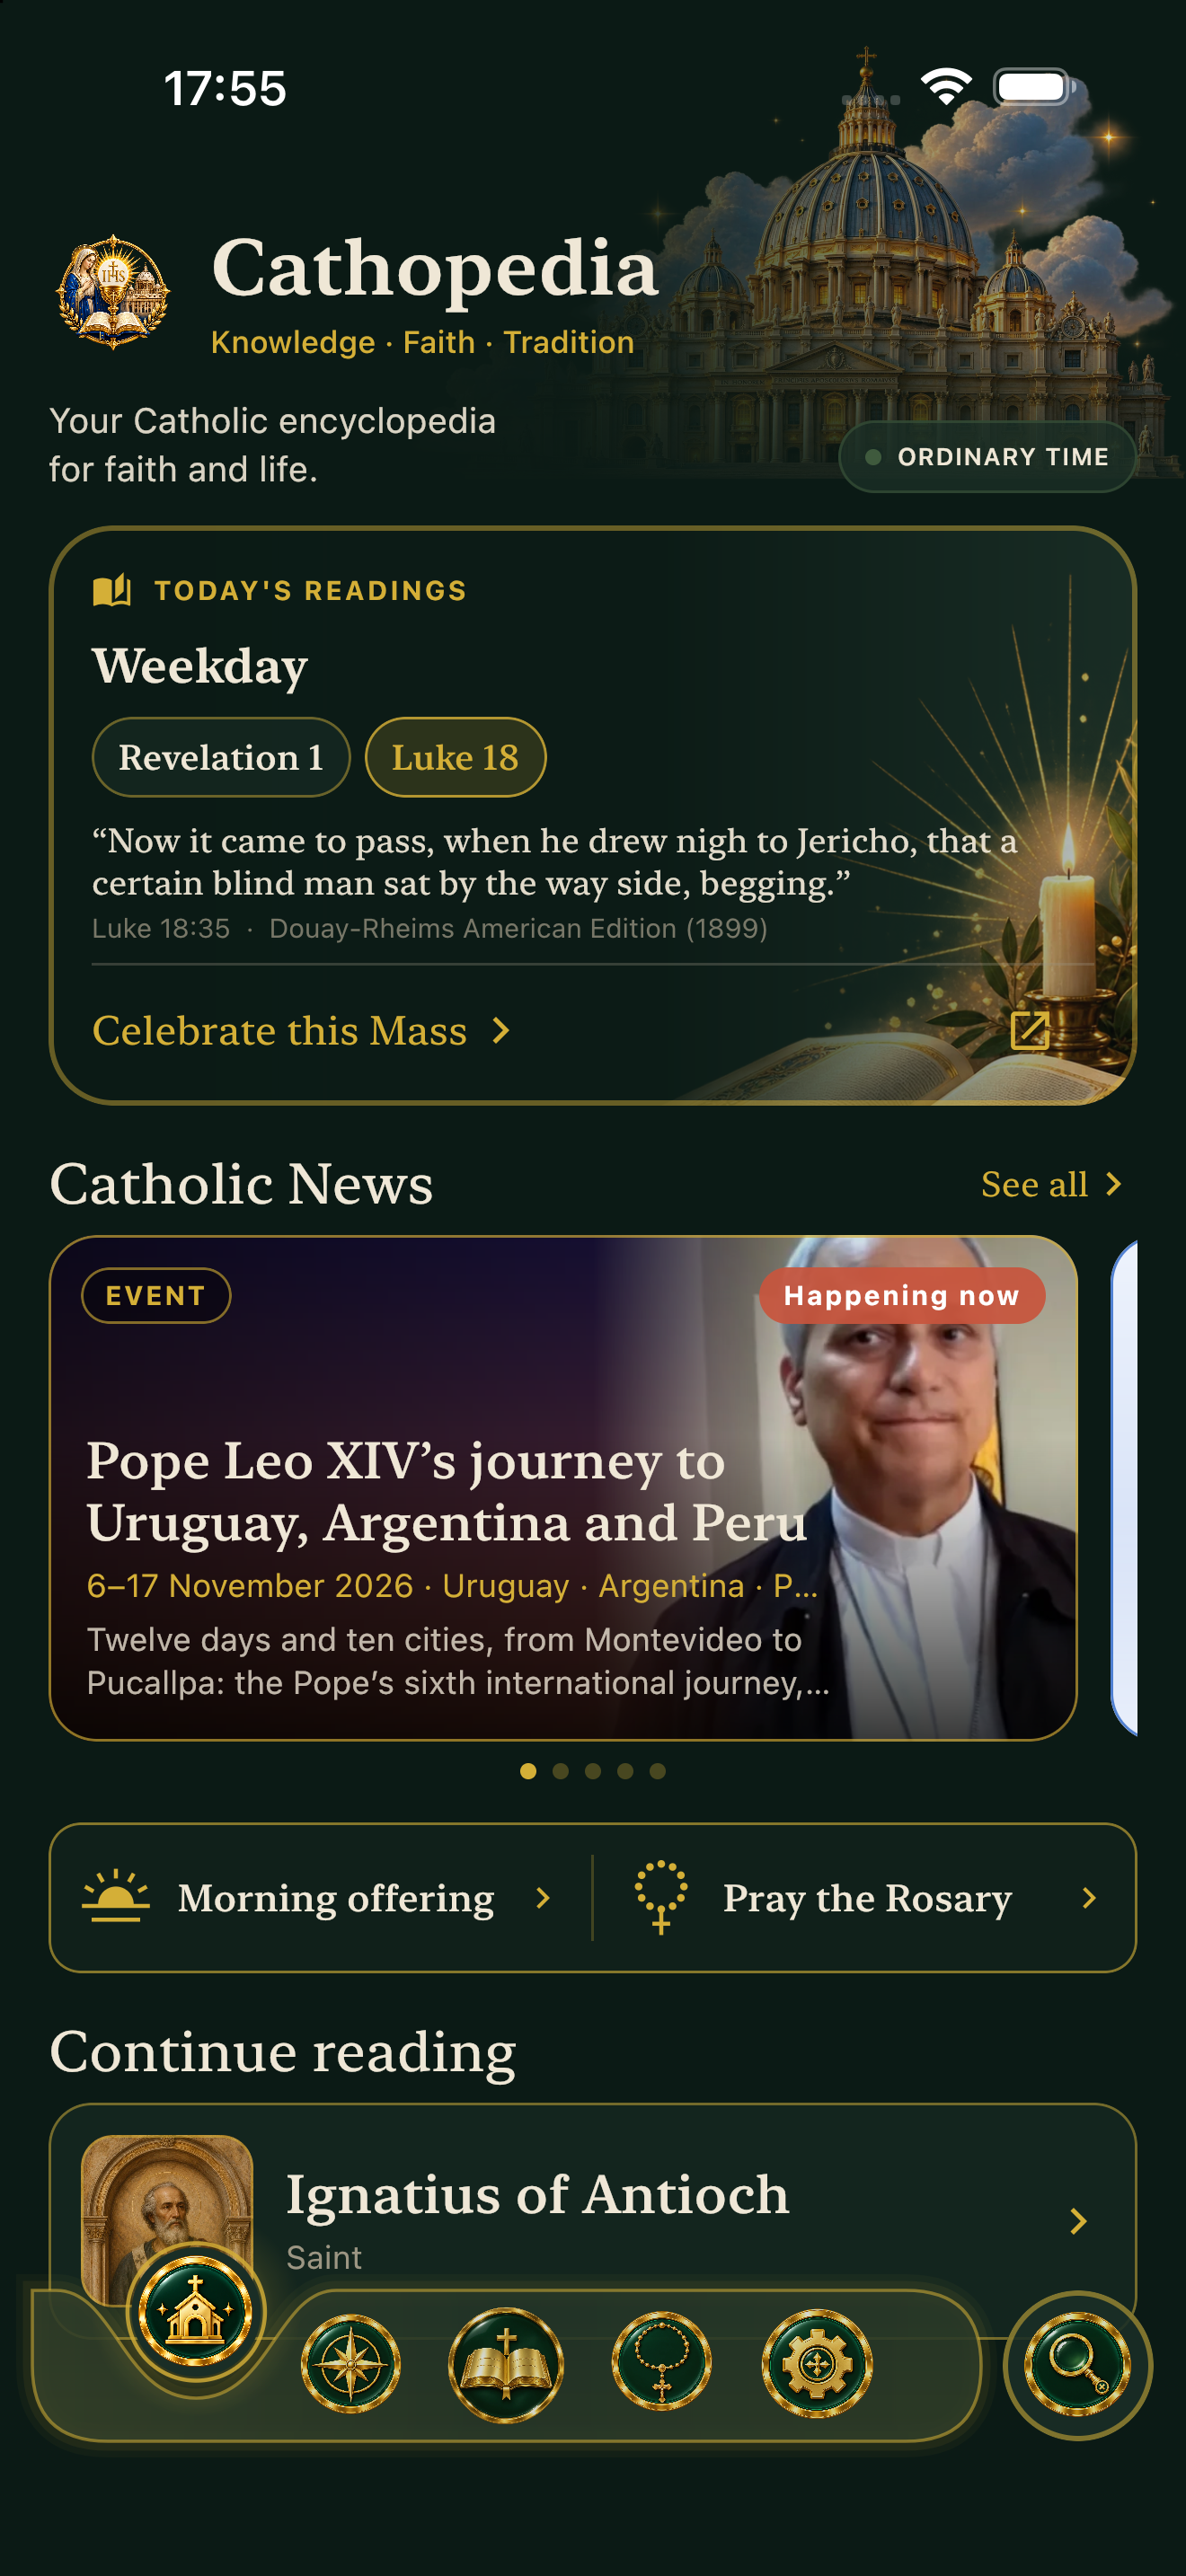 17:55
Cathopedia
Knowledge · Faith · Tradition
Your Catholic encyclopedia
for faith and life.
ORDINARY TIME
TODAY'S READINGS
Weekday
Revelation 1
Luke 18
“Now it came to pass, when he drew nigh to Jericho, that a
certain blind man sat by the way side, begging.”
Luke 18:35 · Douay-Rheims American Edition (1899)
Celebrate this Mass
Catholic News
See all
EVENT
Happening now
Pope Leo XIV’s journey to
Uruguay, Argentina and Peru
6–17 November 2026 · Uruguay · Argentina · P...
Twelve days and ten cities, from Montevideo to
Pucallpa: the Pope’s sixth international journey,...
Morning offering
Pray the Rosary
Continue reading
Ignatius of Antioch
Saint